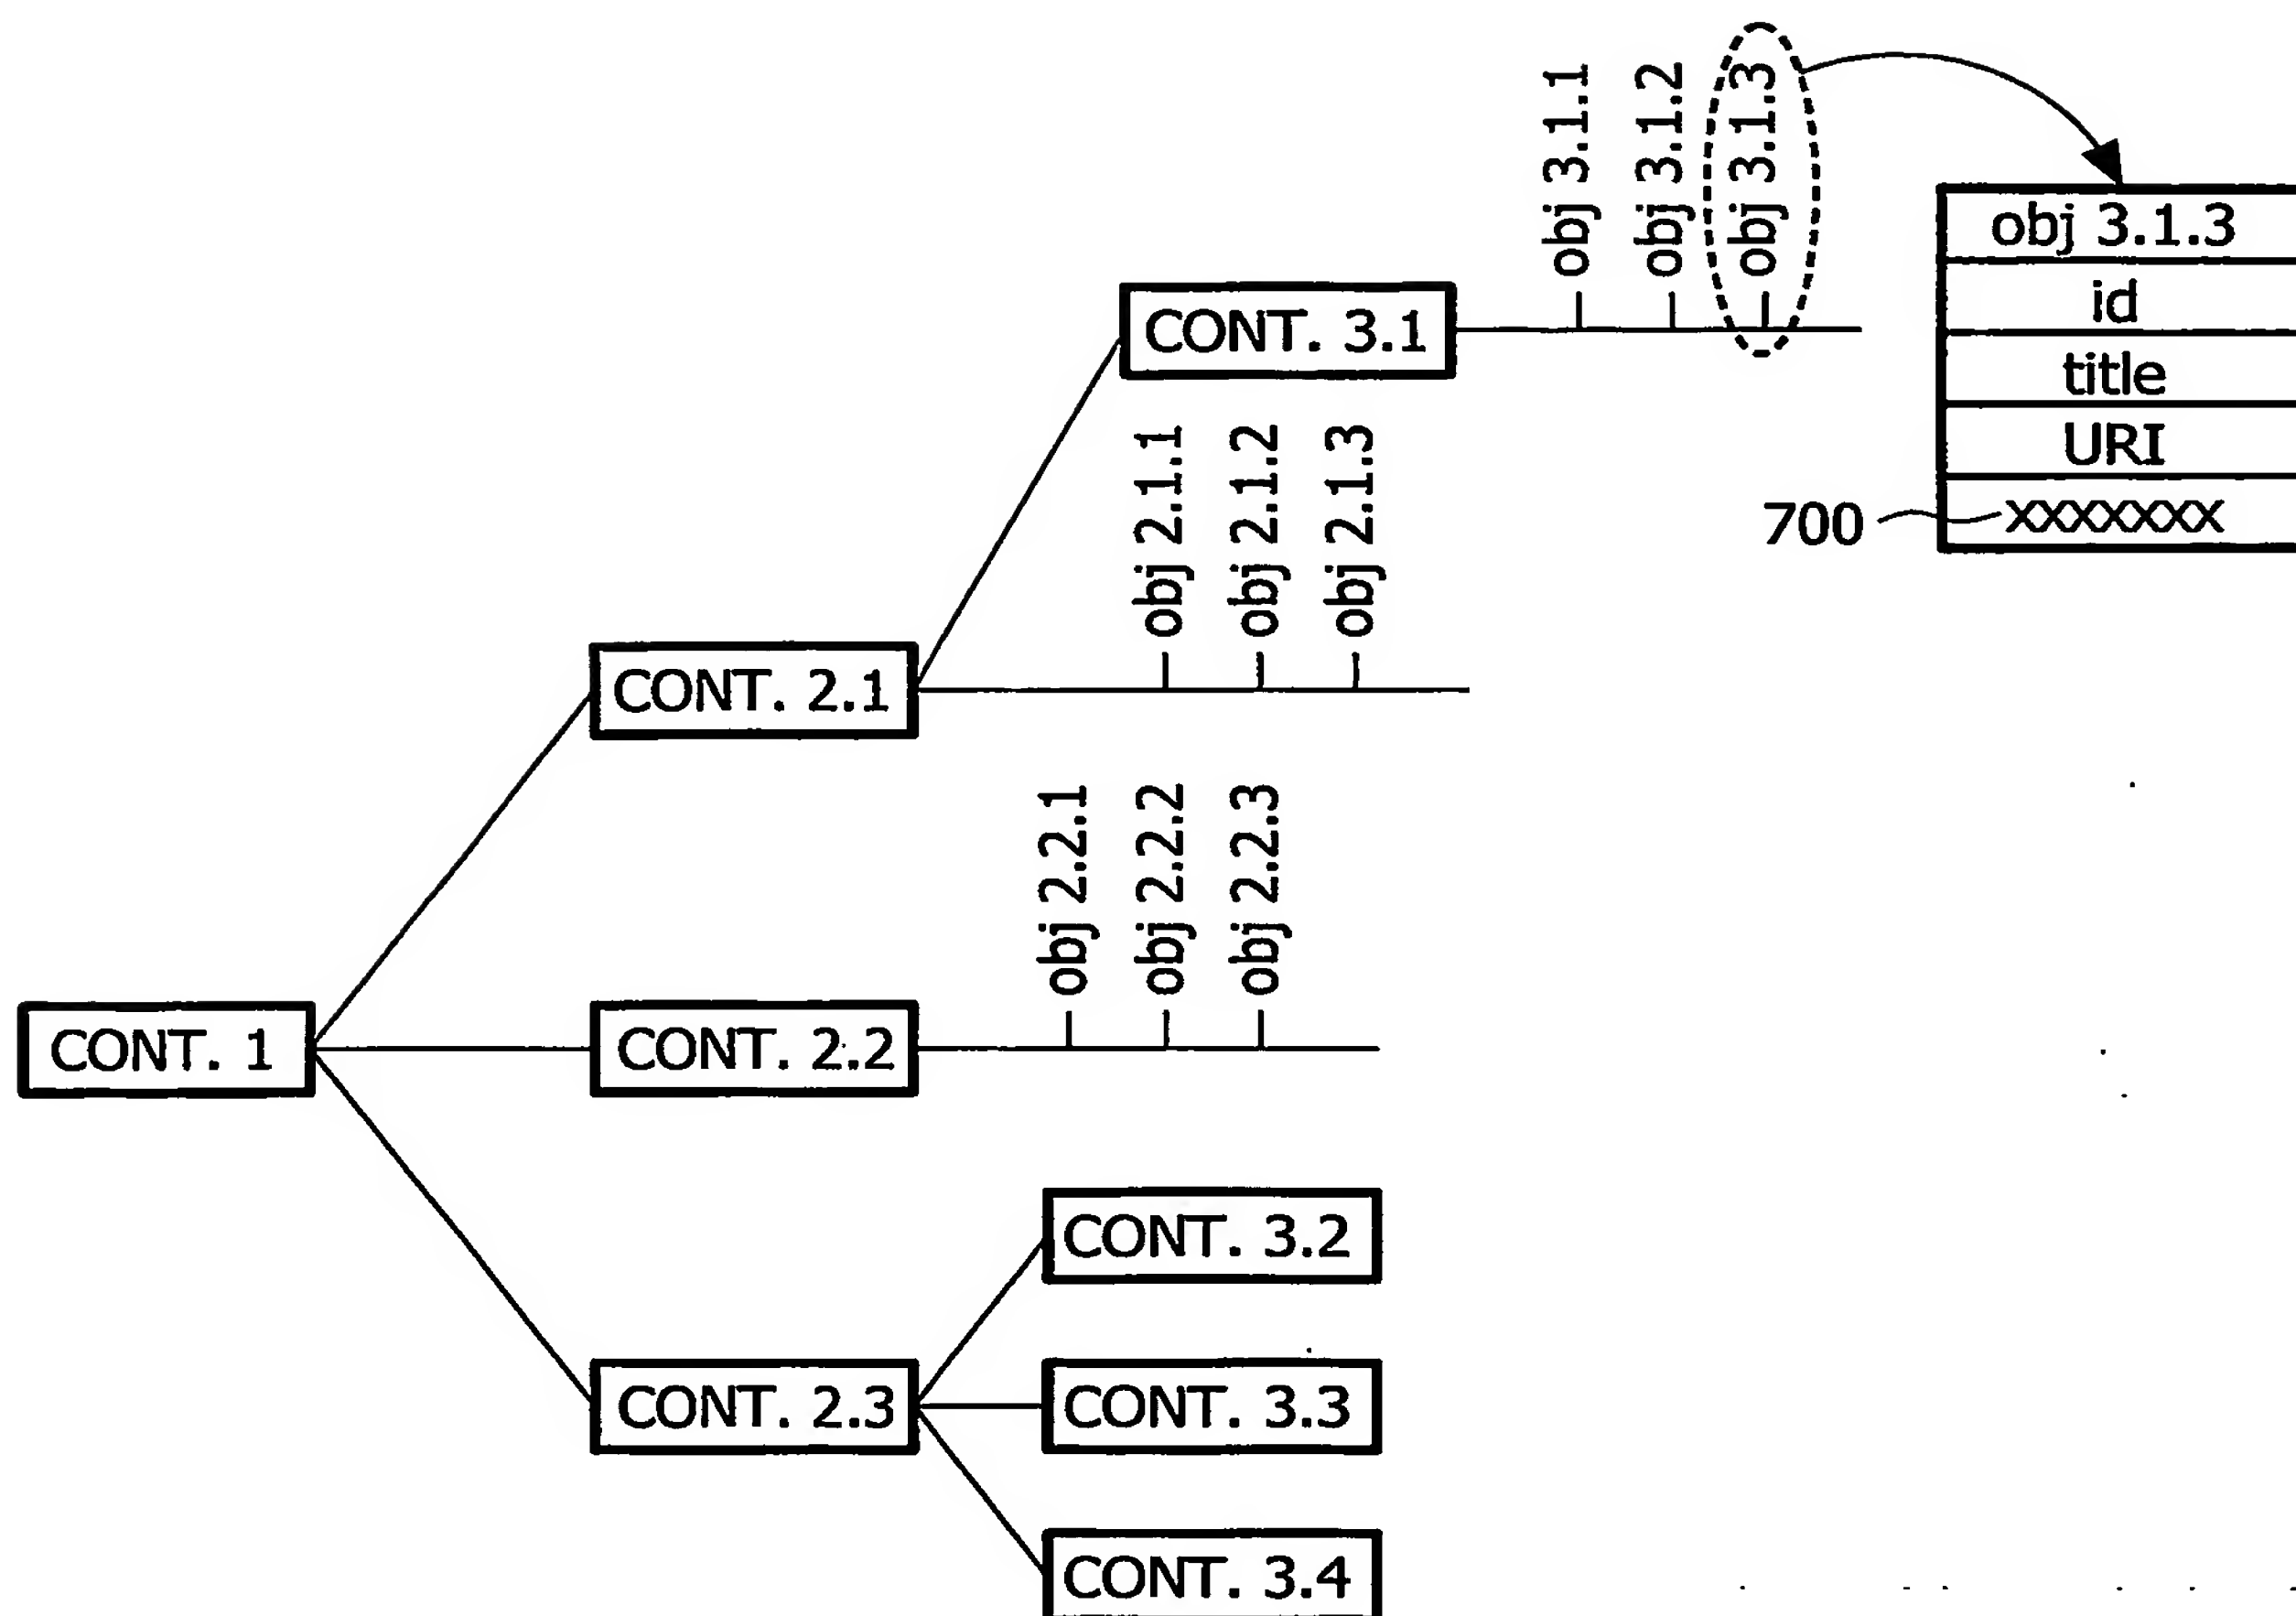 obj 3.1.1
obj 3.1.2
obj 3.1.3
obj 3.1.3
id
title
URI
xxxxxxx
700
CONT. 3.1
obj 2.1.1
obj 2.1.2
obj 2.1.3
CONT. 2.1
obj 2.2.1
obj 2.2.2
obj 2.2.3
CONT. 1
CONT. 2.2
CONT. 3.2
CONT. 2.3
CONT. 3.3
CONT. 3.4